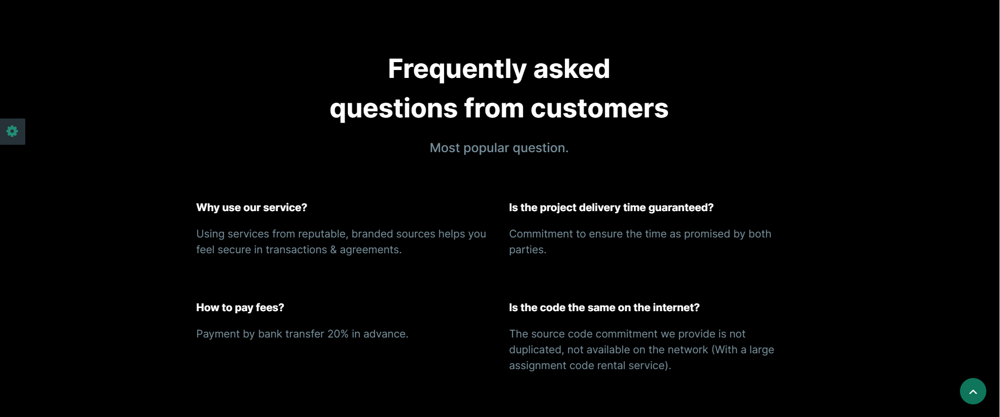 Frequently asked
questions from customers
Most popular question.
Why use our service?
Using services from reputable, branded sources helps you
feel secure in transactions & agreements.
Is the project delivery time guaranteed?
Commitment to ensure the time as promised by both
parties.
How to pay fees?
Payment by bank transfer 20% in advance.
Is the code the same on the internet?
The source code commitment we provide is not
duplicated, not available on the network (With a large
assignment code rental service).